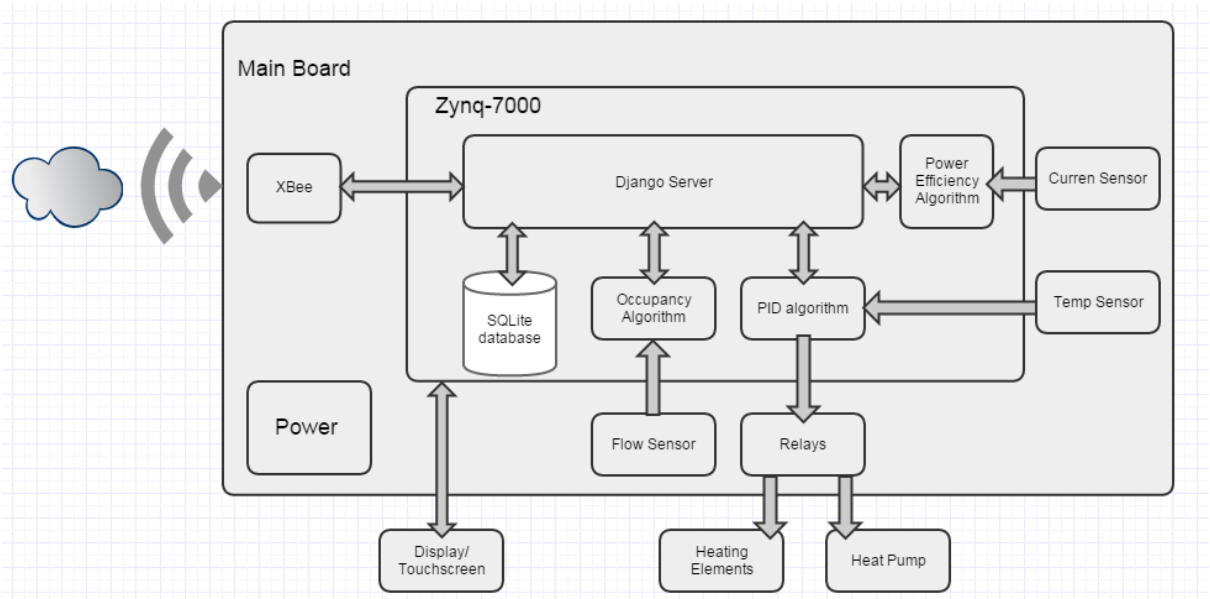 Main Board
Zynq-7000
XBee
Django Server
Power
Efficiency
Algorithm
Curren Sensor
SQLite
database
Occupancy
Algorithm
PID algorithm
Temp Sensor
Power
Flow Sensor
Relays
Display/
Touchscreen
Heating
Elements
Heat Pump